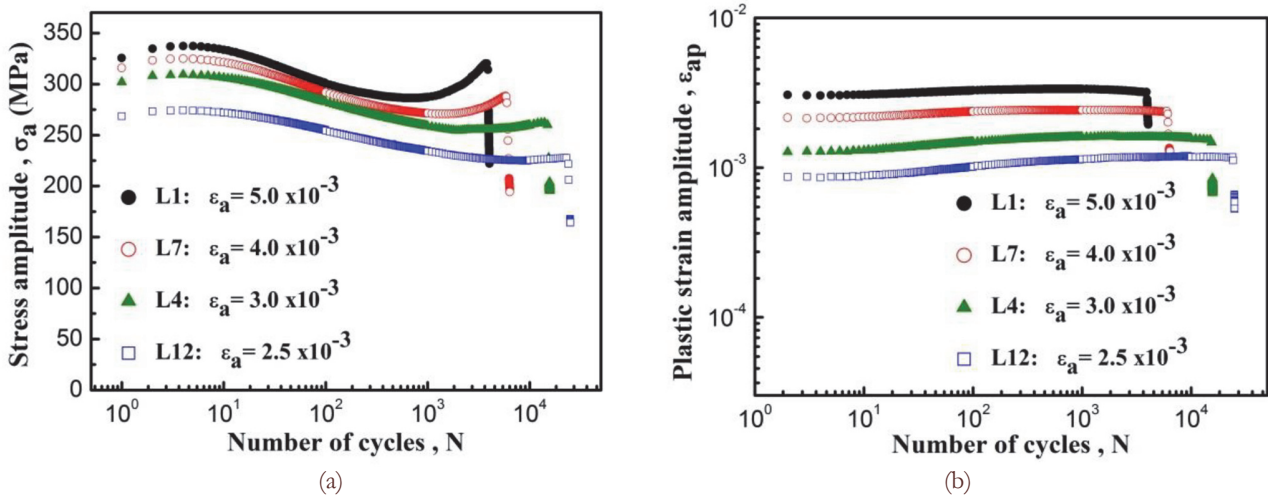 Stress amplitude , σa (MPa)
350
300
250
200
175
150
125
100
75
50
25
0
L1: εa= 5.0 x10-3
L7: εa= 4.0 x10-3
L4: εa= 3.0 x10-3
L12: εa= 2.5 x10-3
10^0 10^1 10^2 10^3 10^4
Number of cycles , N
(a)
Plastic strain amplitude , εap
10^-2
10^-3
10^-4
L1: εa= 5.0 x10-3
L7: εa= 4.0 x10-3
L4: εa= 3.0 x10-3
L12: εa= 2.5 x10-3
10^0 10^1 10^2 10^3 10^4
Number of cycles , N
(b)